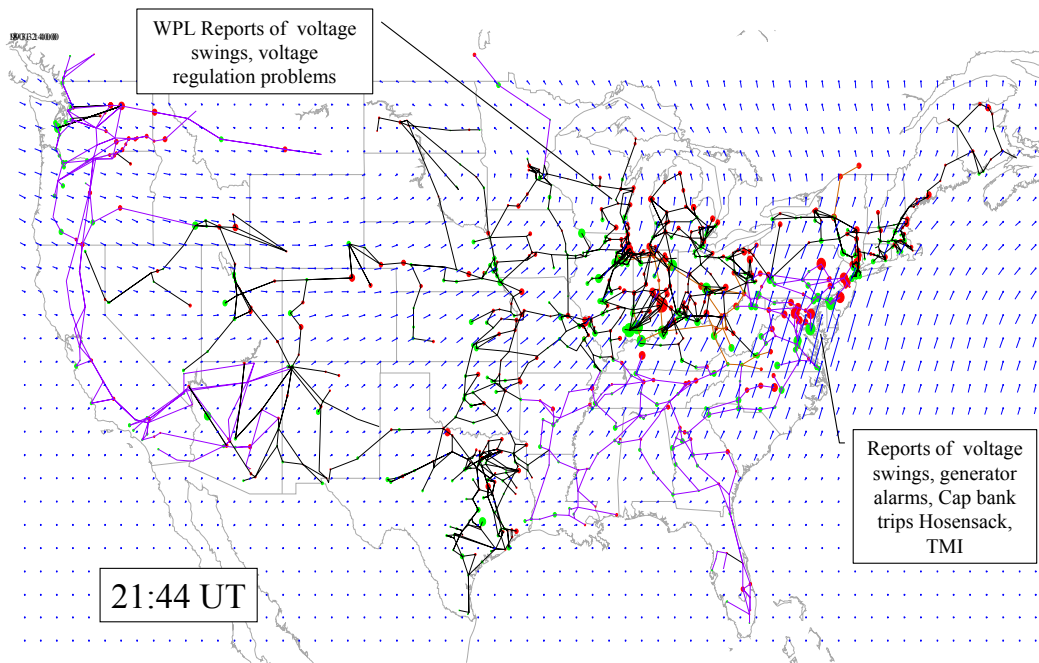 WPL Reports of voltage
swings, voltage
regulation problems
Reports of voltage
swings, generator
alarms, Cap bank
trips Hosensack,
TMI
21:44 UT